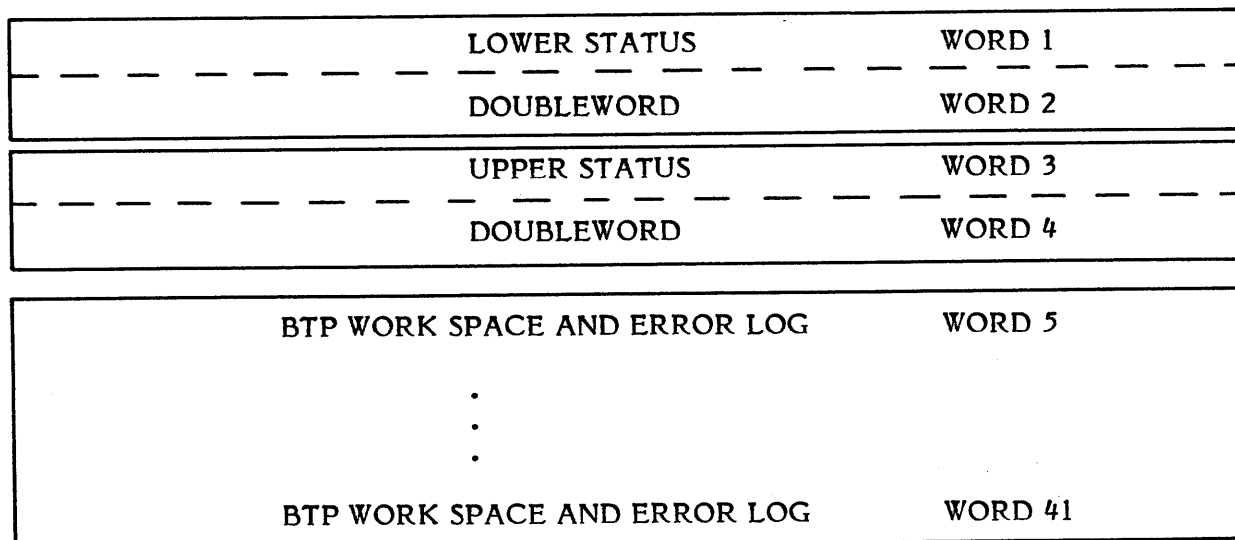 LOWER STATUS WORD 1
DOUBLEWORD WORD 2
UPPER STATUS WORD 3
DOUBLEWORD WORD 4
BTP WORK SPACE AND ERROR LOG WORD 5
BTP WORK SPACE AND ERROR LOG WORD 41